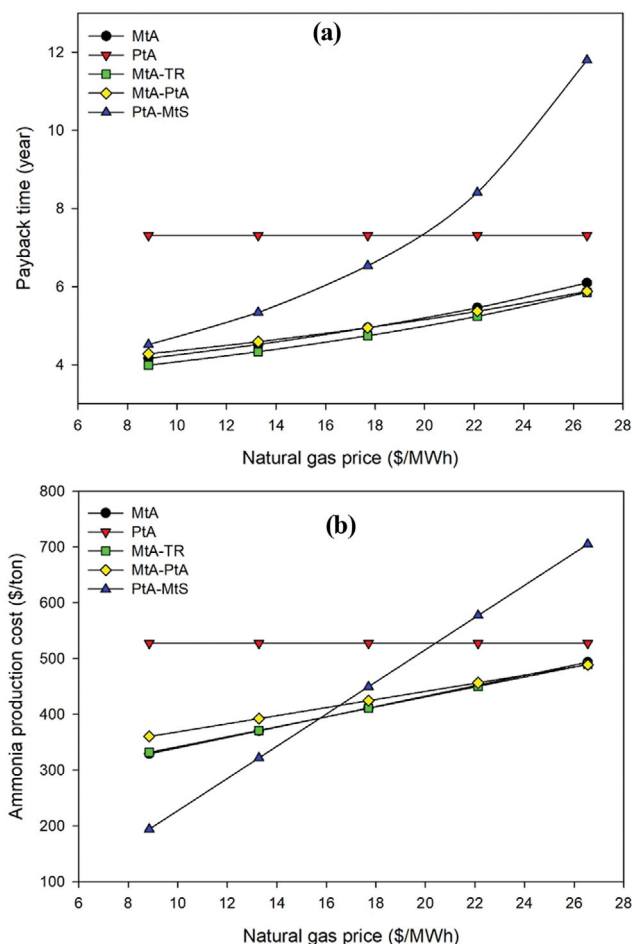 (a)
MtA
PtA
MtA-TR
MtA-PtA
PtA-MtS
Payback time (year)
12
10
8
6
4
6 8 10 12 14 16 18 20 22 24 26 28
Natural gas price ($/MWh)
(b)
MtA
PtA
MtA-TR
MtA-PtA
PtA-MtS
Ammonia production cost ($/ton)
800
700
600
500
400
300
200
100
6 8 10 12 14 16 18 20 22 24 26 28
Natural gas price ($/MWh)